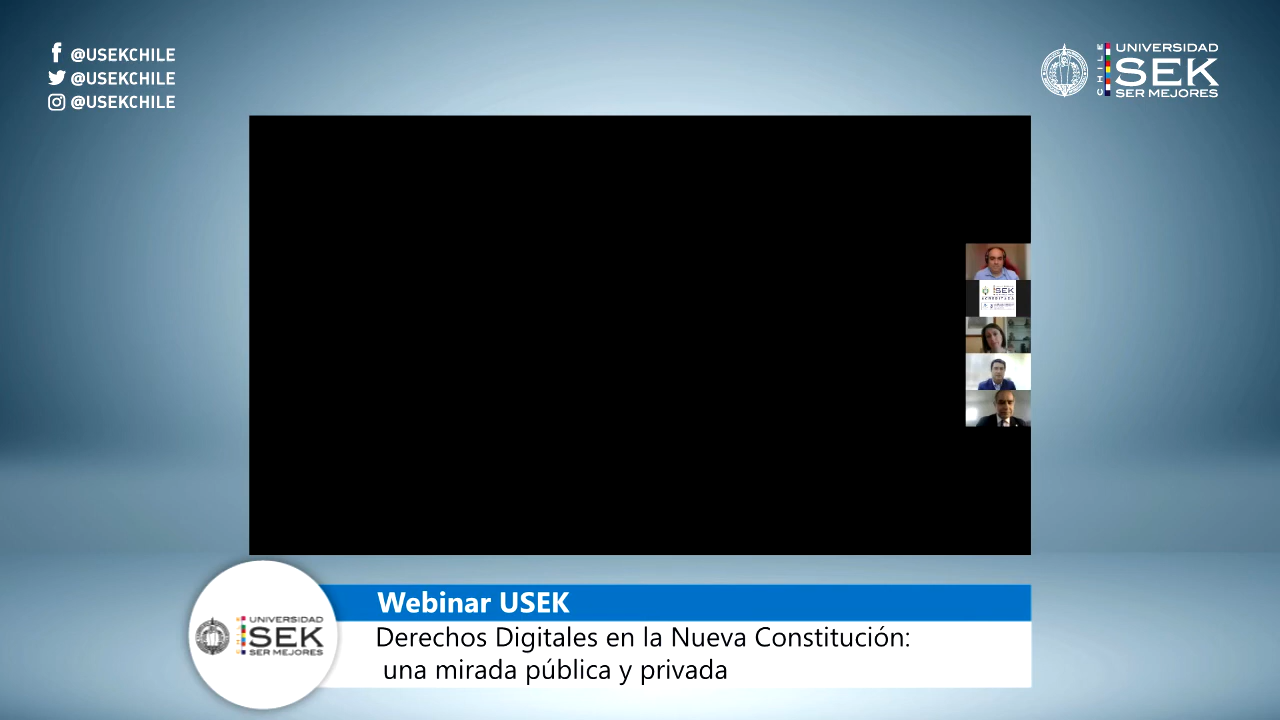 @USEKCHILE
@USEKCHILE
@USEKCHILE
CHILE
UNIVERSIDAD
SEK
SER MEJORES
SEK
Webinar USEK
Derechos Digitales en la Nueva Constitución:
una mirada pública y privada
UNIVERSIDAD
SEK
SER MEJORES